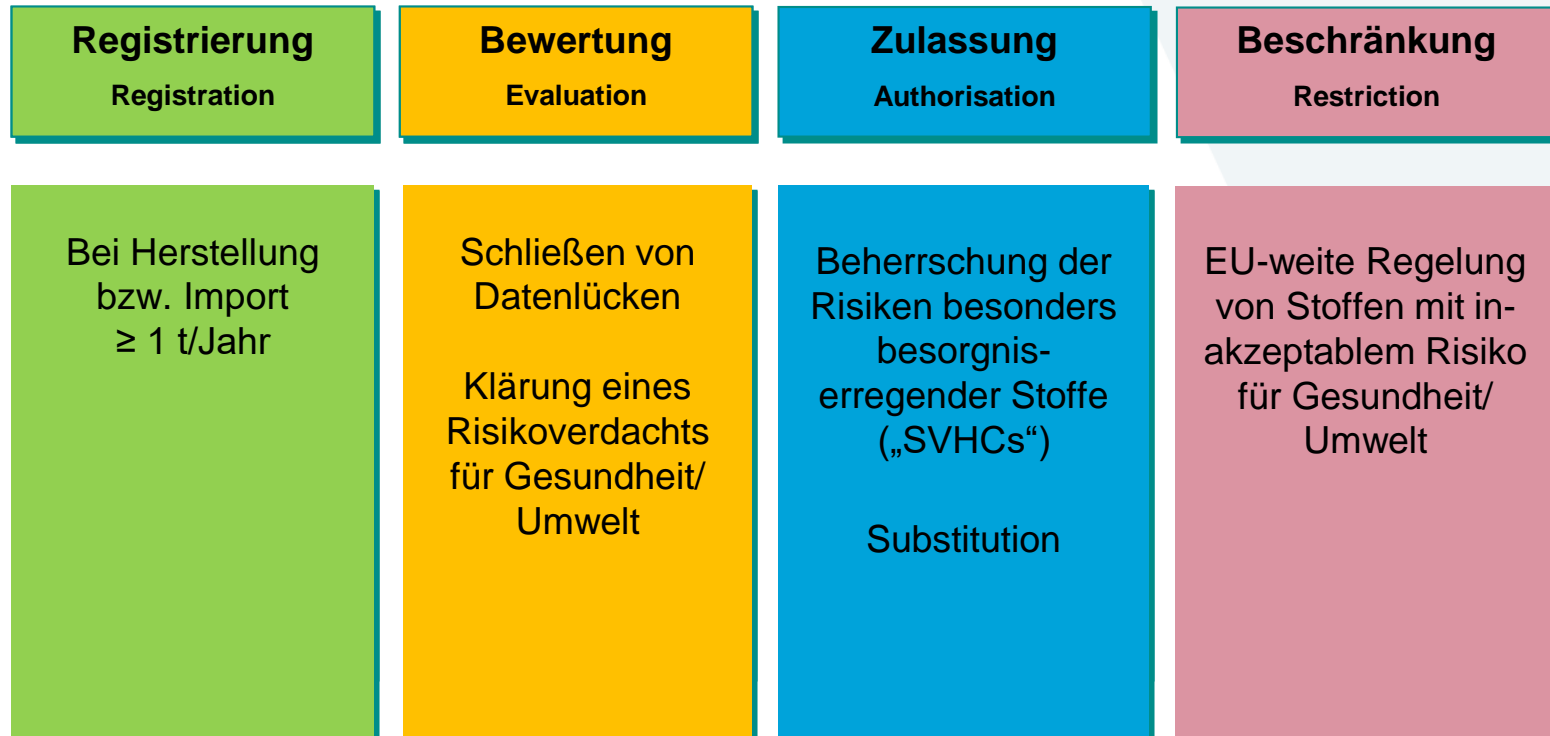 Registrierung
Registration
Bewertung
Evaluation
Zulassung
Authorisation
Beschränkung
Restriction
Bei Herstellung
bzw. Import
≥ 1 t/Jahr
Schließen von
Datenlücken
Klärung eines
Risikoverdachts
für Gesundheit/
Umwelt
Beherrschung der
Risiken besonders
besorgnis-
erregender Stoffe
(„SVHCs“)
Substitution
EU-weite Regelung
von Stoffen mit in-
akzeptablem Risiko
für Gesundheit/
Umwelt